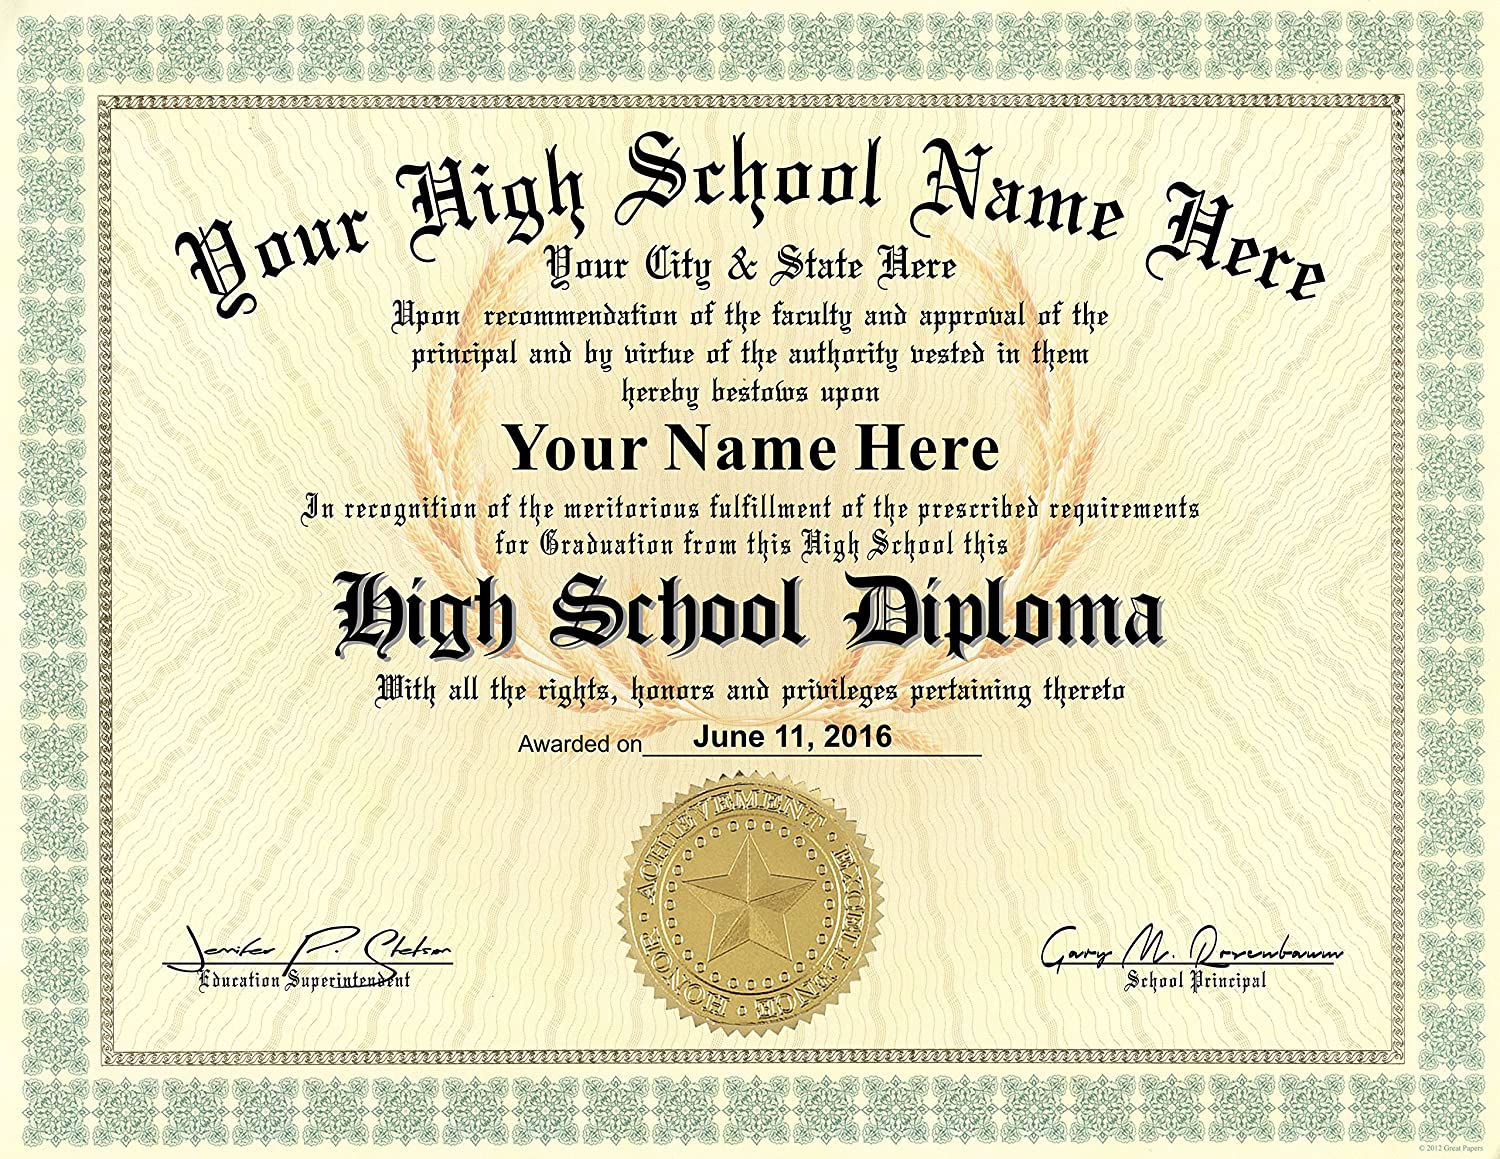 Your High School Name Here
Your City & State Here
Upon recommendation of the faculty and approval of the
principal and by virtue of the authority vested in them
hereby bestows upon
Your Name Here
In recognition of the meritorious fulfillment of the prescribed requirements
for Graduation from this High School this
High School Diploma
With all the rights, honors and privileges pertaining thereto
Awarded on June 11, 2016
ACHIEVEMENT · EXCELLENCE · HONOR ·
Jennifer P. Stetson
Education Superintendent
Gary M. Rosenbaum
School Principal
© 2012 Great Papers